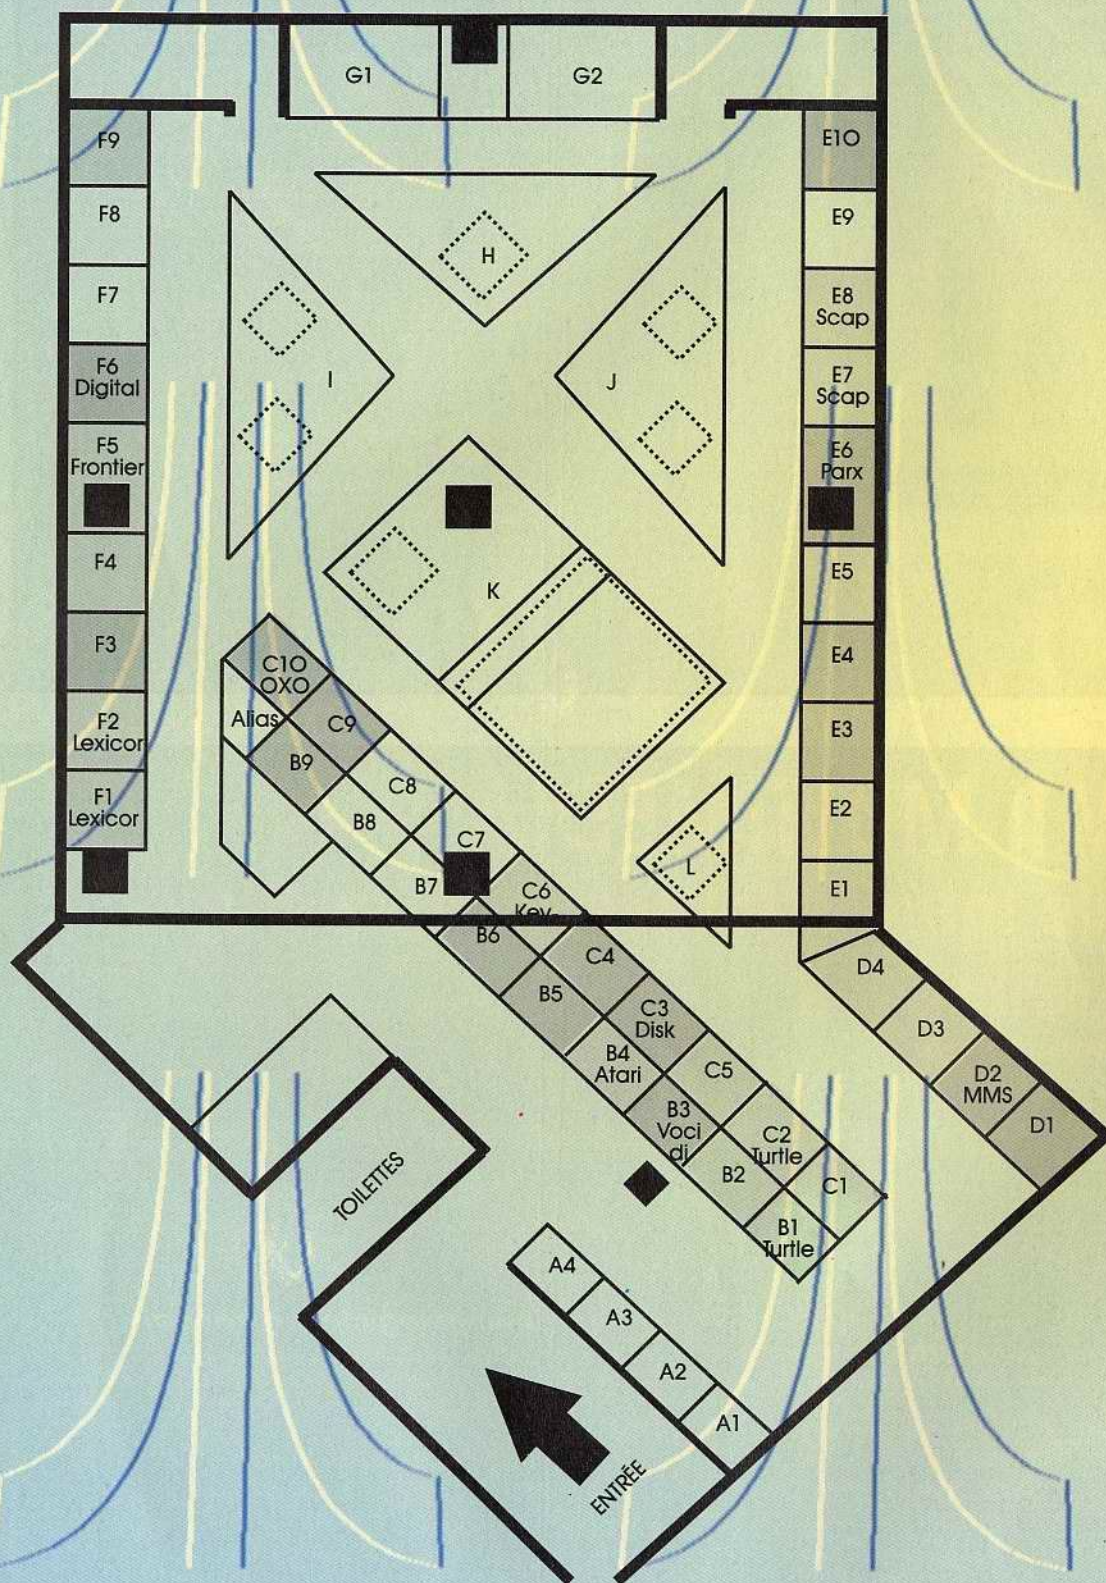 G1
G2
F9
E10
F8
E9
H
F7
E8
Scap
F6
Digital
I
J
E7
Scap
F5
Frontier
E6
Parx
F4
K
E5
F3
C10
OXO
E4
F2
Lexicor
Alias
C9
E3
B9
F1
Lexicor
C8
B8
E2
C7
L
B7
C6
Key
E1
B6
C4
D4
B5
C3
Disk
D3
B4
Atari
C5
D2
MMS
B3
Voci
di
C2
Turtle
D1
B2
C1
TOILETTES
B1
Turtle
A4
A3
A2
A1
ENTRÉE